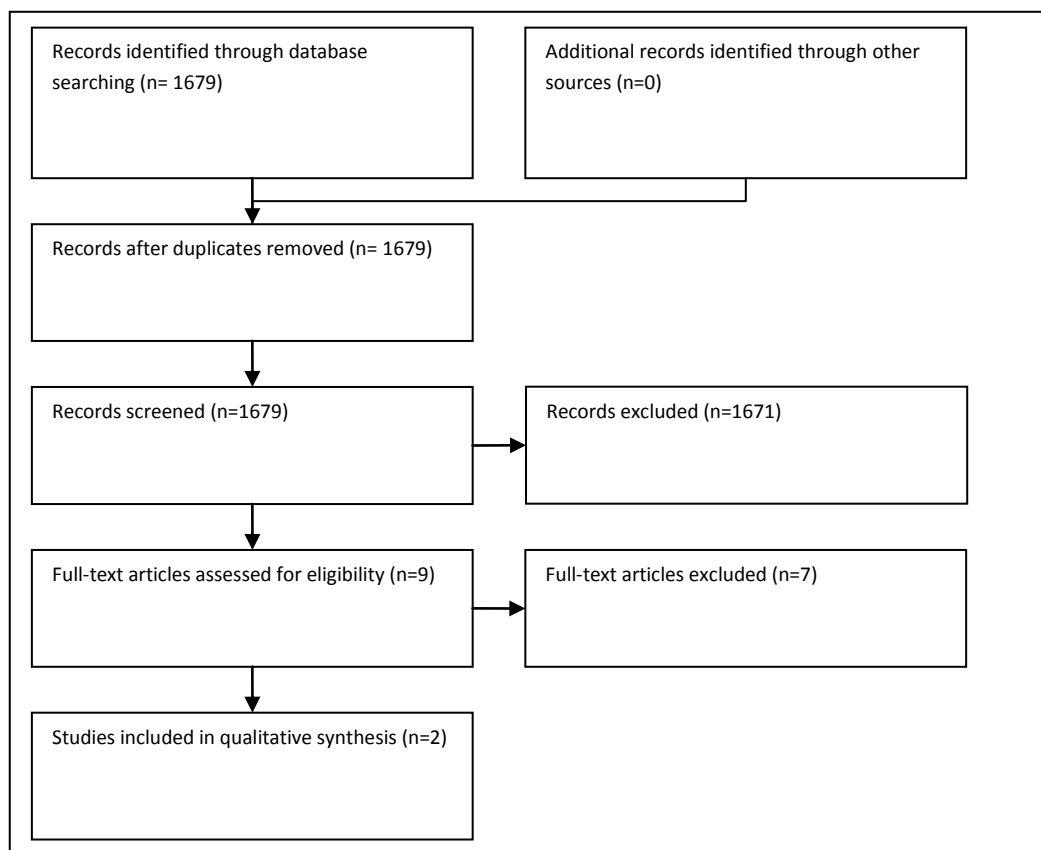 Records identified through database
searching (n= 1679)
Additional records identified through other
sources (n=0)
Records after duplicates removed (n= 1679)
Records screened (n=1679)
Records excluded (n=1671)
Full-text articles assessed for eligibility (n=9)
Full-text articles excluded (n=7)
Studies included in qualitative synthesis (n=2)